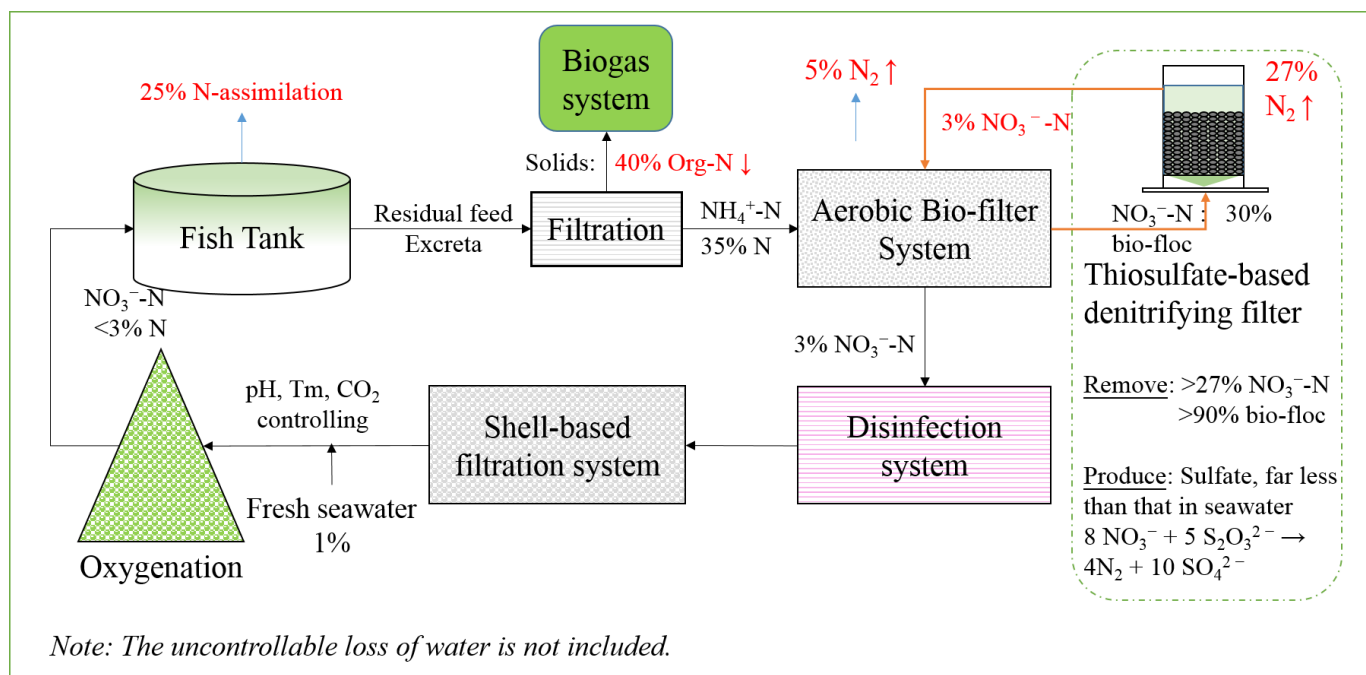 25% N-assimilation
Biogas
system
5% N₂ ↑
27%
N₂ ↑
3% NO₃⁻-N
Solids: 40% Org-N ↓
Fish Tank
Residual feed
Excreta
Filtration
NH₄⁺-N
35% N
Aerobic Bio-filter
System
NO₃⁻-N : 30%
bio-floc
Thiosulfate-based
denitrifying filter
NO₃⁻-N
<3% N
3% NO₃⁻-N
pH, Tm, CO₂
controlling
Shell-based
filtration system
Disinfection
system
Remove: >27% NO₃⁻-N
>90% bio-floc
Fresh seawater
1%
Oxygenation
Produce: Sulfate, far less
than that in seawater
8 NO₃⁻ + 5 S₂O₃²⁻ →
4N₂ + 10 SO₄²⁻
Note: The uncontrollable loss of water is not included.